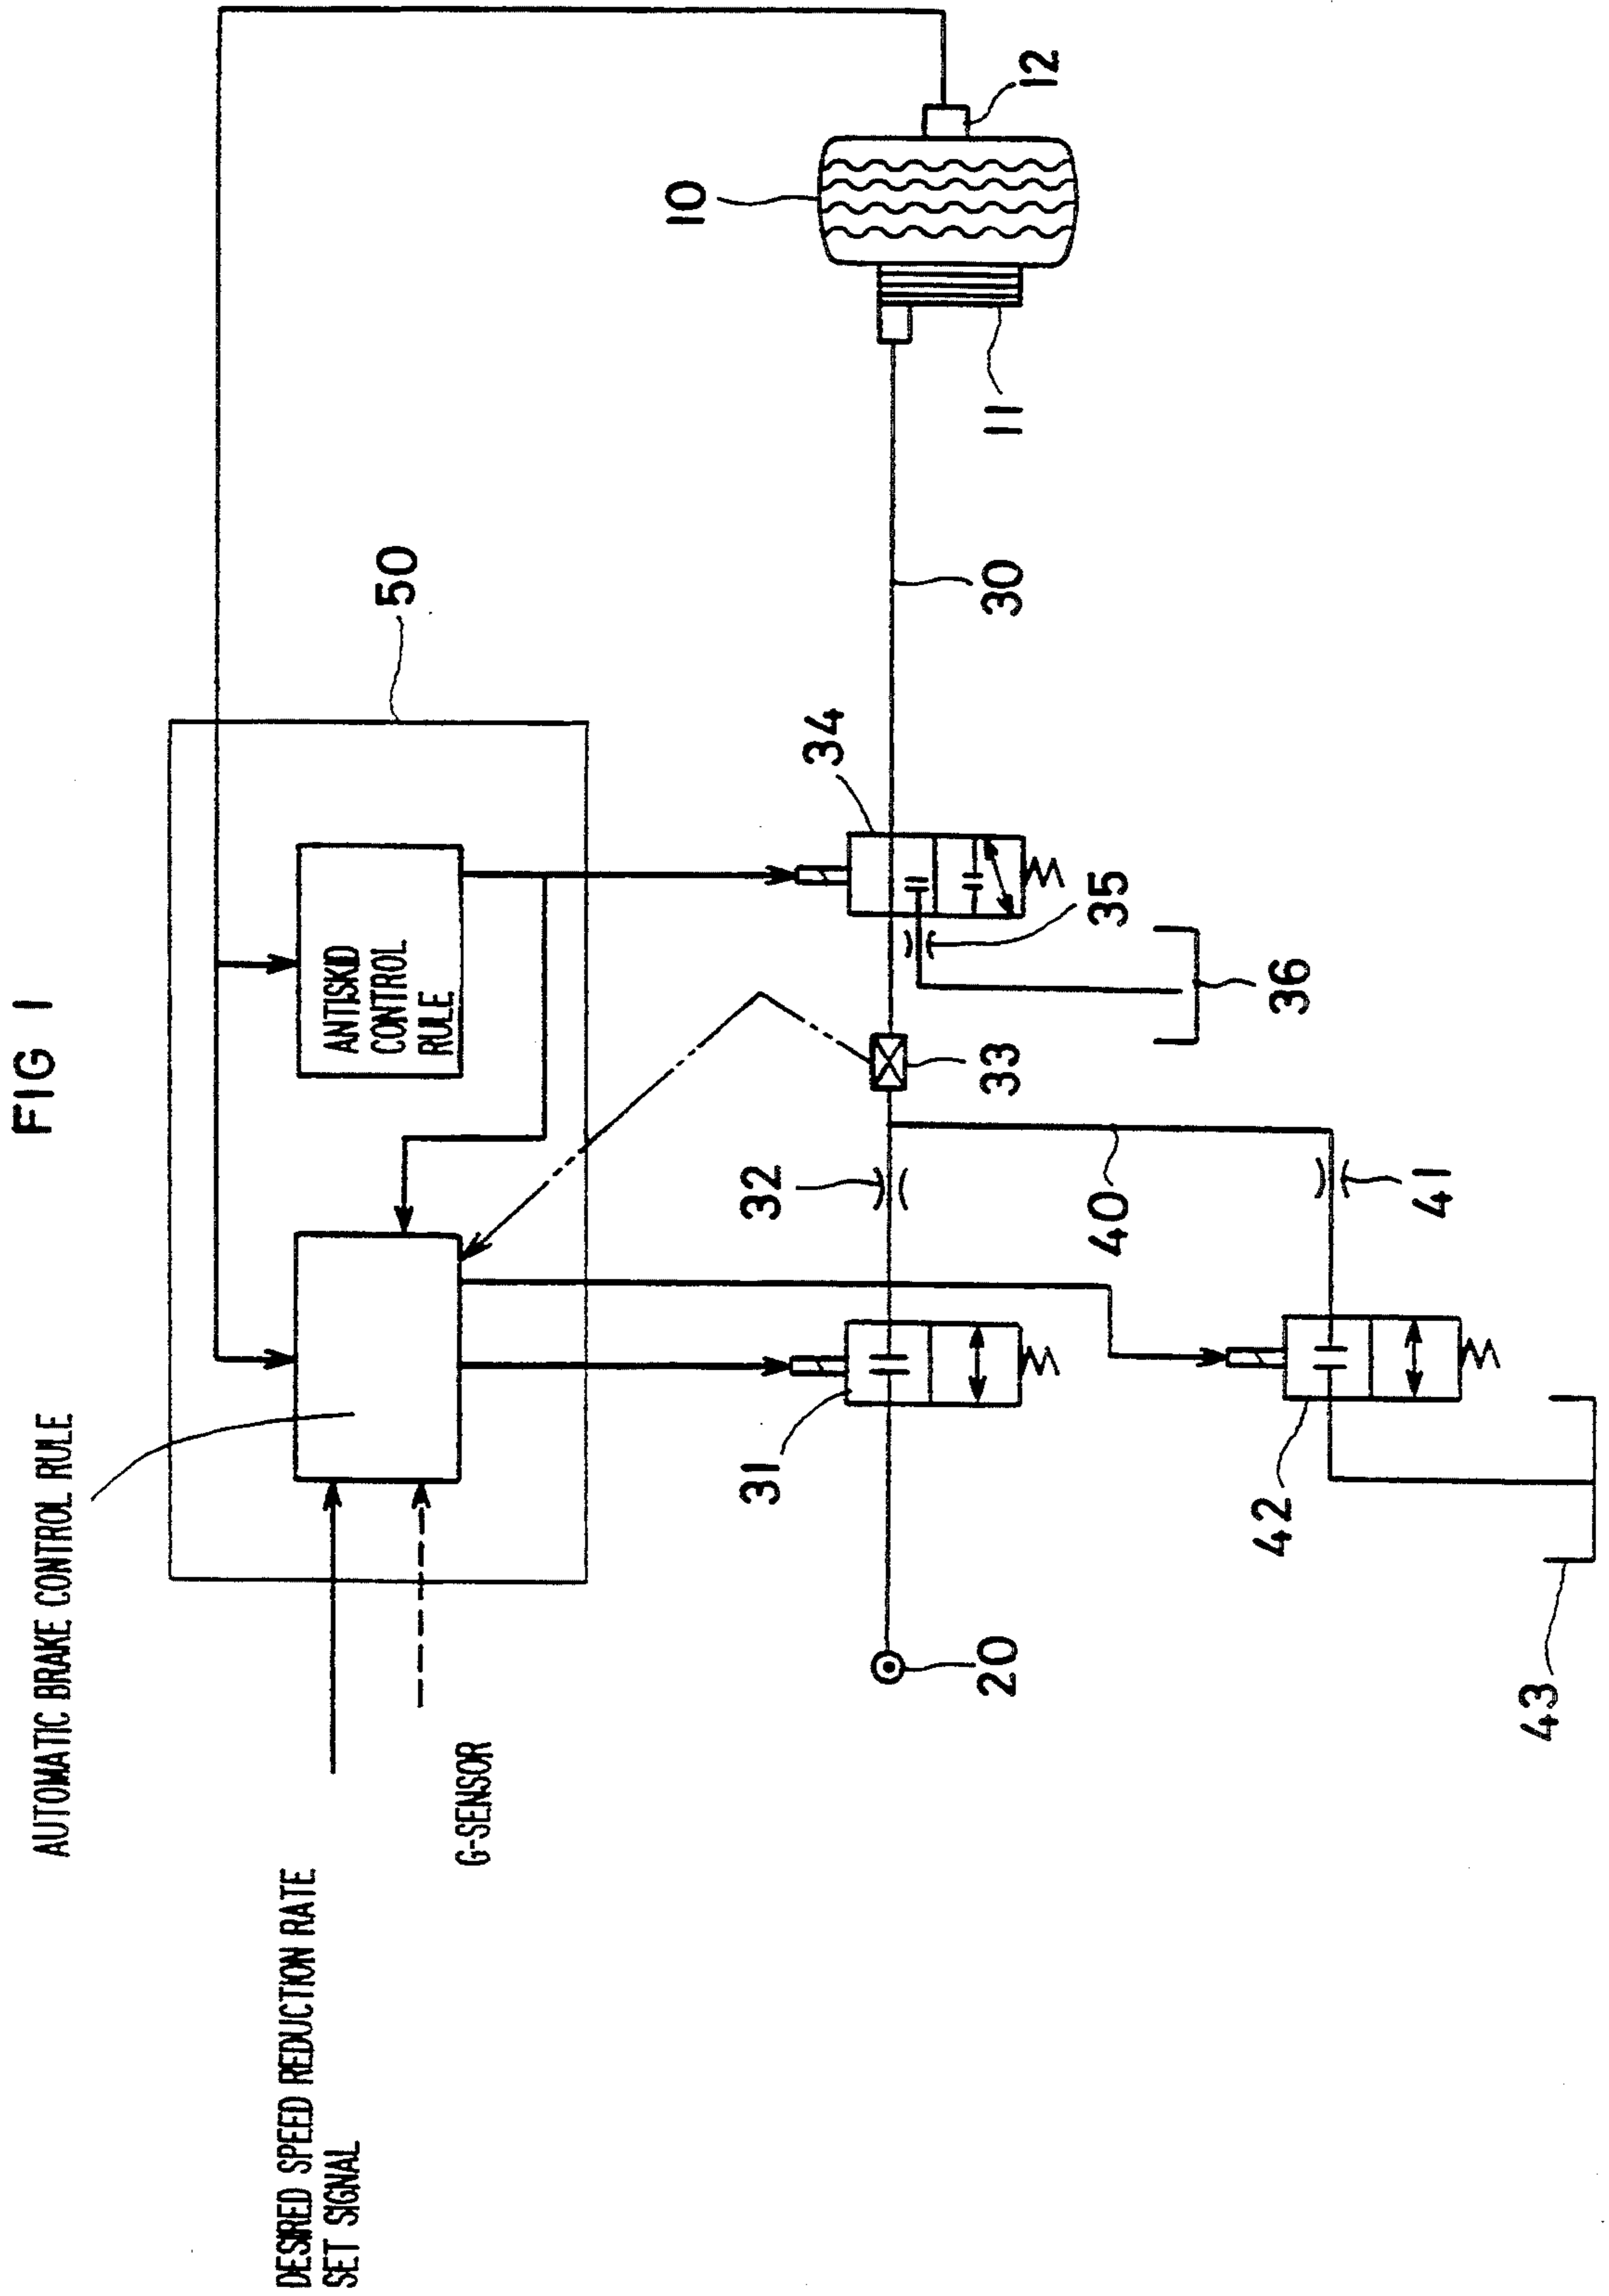 FIG 1
AUTOMATIC BRAKE CONTROL RULE
DESIRED SPEED REDUCTION RATE
SET SIGNAL
G-SENSOR
ANTISKID
CONTROL
RULE
50
10
12
11
34
30
35
36
33
32
40
41
31
42
20
43